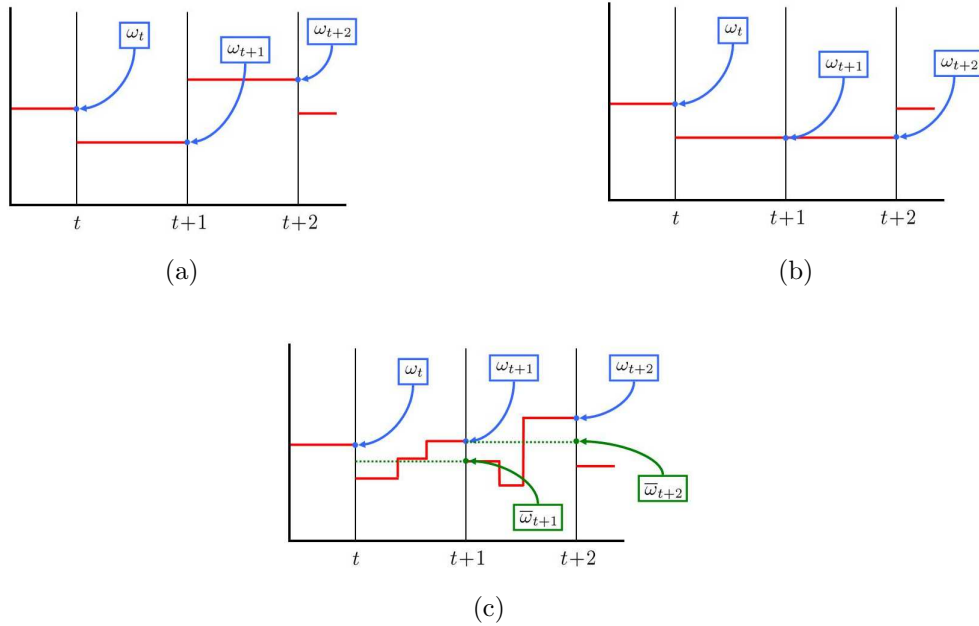 ω_t ω_{t+1} ω_{t+2}
t t+1 t+2
(a)
ω_t ω_{t+1} ω_{t+2}
t t+1 t+2
(b)
ω_t ω_{t+1} ω_{t+2}
ω̅_{t+1} ω̅_{t+2}
t t+1 t+2
(c)